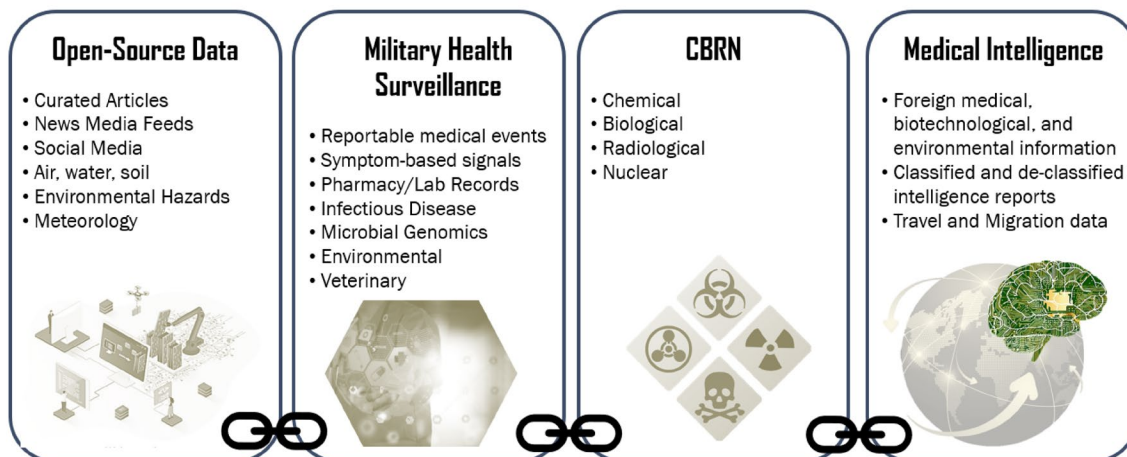 Open-Source Data
• Curated Articles
• News Media Feeds
• Social Media
• Air, water, soil
• Environmental Hazards
• Meteorology
Military Health
Surveillance
• Reportable medical events
• Symptom-based signals
• Pharmacy/Lab Records
• Infectious Disease
• Microbial Genomics
• Environmental
• Veterinary
CBRN
• Chemical
• Biological
• Radiological
• Nuclear
Medical Intelligence
• Foreign medical,
biotechnological, and
environmental information
• Classified and de-classified
intelligence reports
• Travel and Migration data